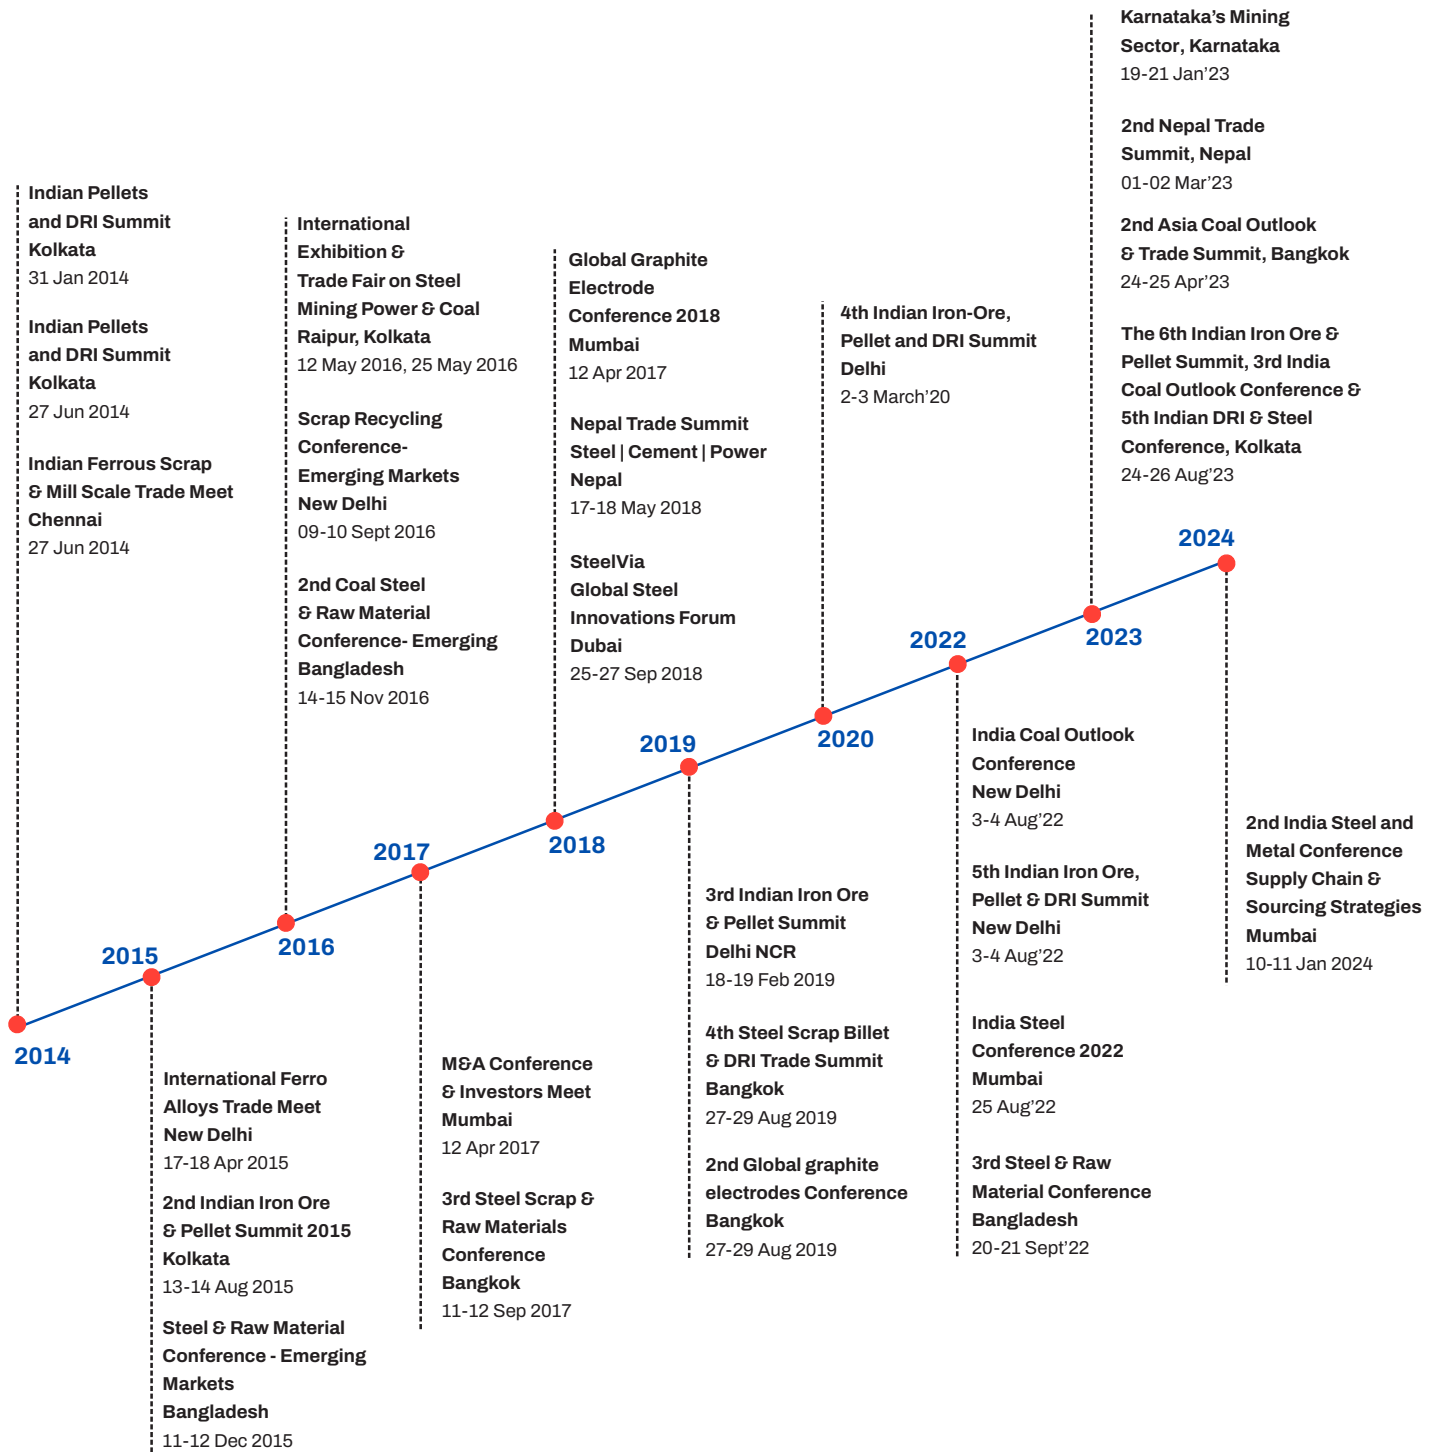 Indian Pellets
and DRI Summit
Kolkata
31 Jan 2014
Indian Pellets
and DRI Summit
Kolkata
27 Jun 2014
Indian Ferrous Scrap
& Mill Scale Trade Meet
Chennai
27 Jun 2014
2014
2015
International Ferro
Alloys Trade Meet
New Delhi
17-18 Apr 2015
2nd Indian Iron Ore
& Pellet Summit 2015
Kolkata
13-14 Aug 2015
Steel & Raw Material
Conference - Emerging
Markets
Bangladesh
11-12 Dec 2015
International
Exhibition &
Trade Fair on Steel
Mining Power & Coal
Raipur, Kolkata
12 May 2016, 25 May 2016
Scrap Recycling
Conference-
Emerging Markets
New Delhi
09-10 Sept 2016
2nd Coal Steel
& Raw Material
Conference- Emerging
Bangladesh
14-15 Nov 2016
2016
2017
M&A Conference
& Investors Meet
Mumbai
12 Apr 2017
3rd Steel Scrap &
Raw Materials
Conference
Bangkok
11-12 Sep 2017
Global Graphite
Electrode
Conference 2018
Mumbai
12 Apr 2017
Nepal Trade Summit
Steel | Cement | Power
Nepal
17-18 May 2018
SteelVia
Global Steel
Innovations Forum
Dubai
25-27 Sep 2018
2018
2019
3rd Indian Iron Ore
& Pellet Summit
Delhi NCR
18-19 Feb 2019
4th Steel Scrap Billet
& DRI Trade Summit
Bangkok
27-29 Aug 2019
2nd Global graphite
electrodes Conference
Bangkok
27-29 Aug 2019
4th Indian Iron-Ore,
Pellet and DRI Summit
Delhi
2-3 March’20
2020
2022
India Coal Outlook
Conference
New Delhi
3-4 Aug’22
5th Indian Iron Ore,
Pellet & DRI Summit
New Delhi
3-4 Aug’22
India Steel
Conference 2022
Mumbai
25 Aug’22
3rd Steel & Raw
Material Conference
Bangladesh
20-21 Sept’22
Karnataka’s Mining
Sector, Karnataka
19-21 Jan’23
2nd Nepal Trade
Summit, Nepal
01-02 Mar’23
2nd Asia Coal Outlook
& Trade Summit, Bangkok
24-25 Apr’23
The 6th Indian Iron Ore &
Pellet Summit, 3rd India
Coal Outlook Conference &
5th Indian DRI & Steel
Conference, Kolkata
24-26 Aug’23
2023
2024
2nd India Steel and
Metal Conference
Supply Chain &
Sourcing Strategies
Mumbai
10-11 Jan 2024